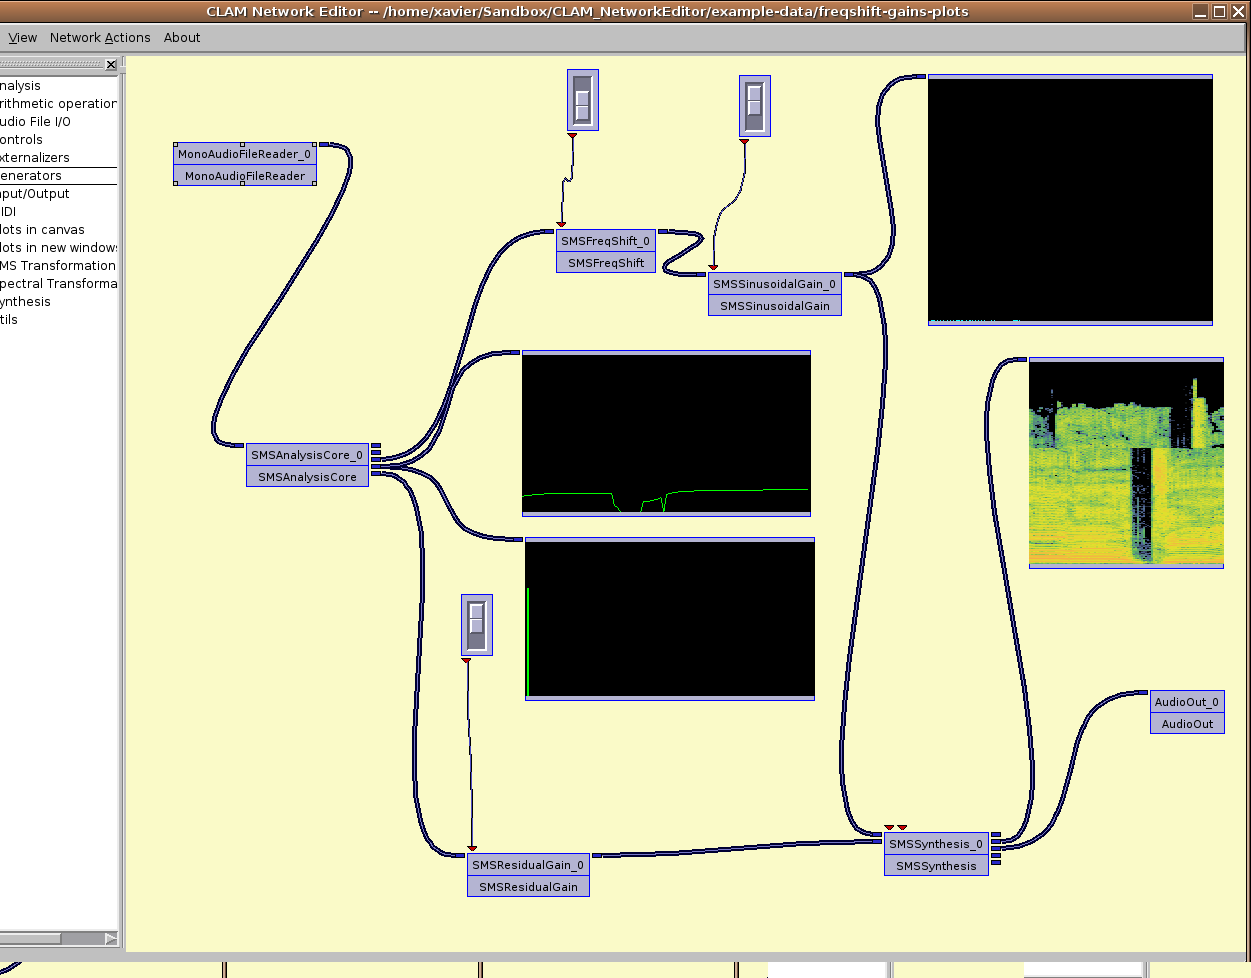 CLAM Network Editor -- /home/xavier/Sandbox/CLAM_NetworkEditor/example-data/freqshift-gains-plots
View Network Actions About
nalysis
rithmetic operation
udio File I/O
ontrols
xternalizers
enerators
nput/Output
IDI
lots in canvas
lots in new window
MS Transformation
pectral Transforma
ynthesis
tils
MonoAudioFileReader_0
MonoAudioFileReader
SMSFreqShift_0
SMSFreqShift
SMSSinusoidalGain_0
SMSSinusoidalGain
SMSAnalysisCore_0
SMSAnalysisCore
AudioOut_0
AudioOut
SMSSynthesis_0
SMSSynthesis
SMSResidualGain_0
SMSResidualGain